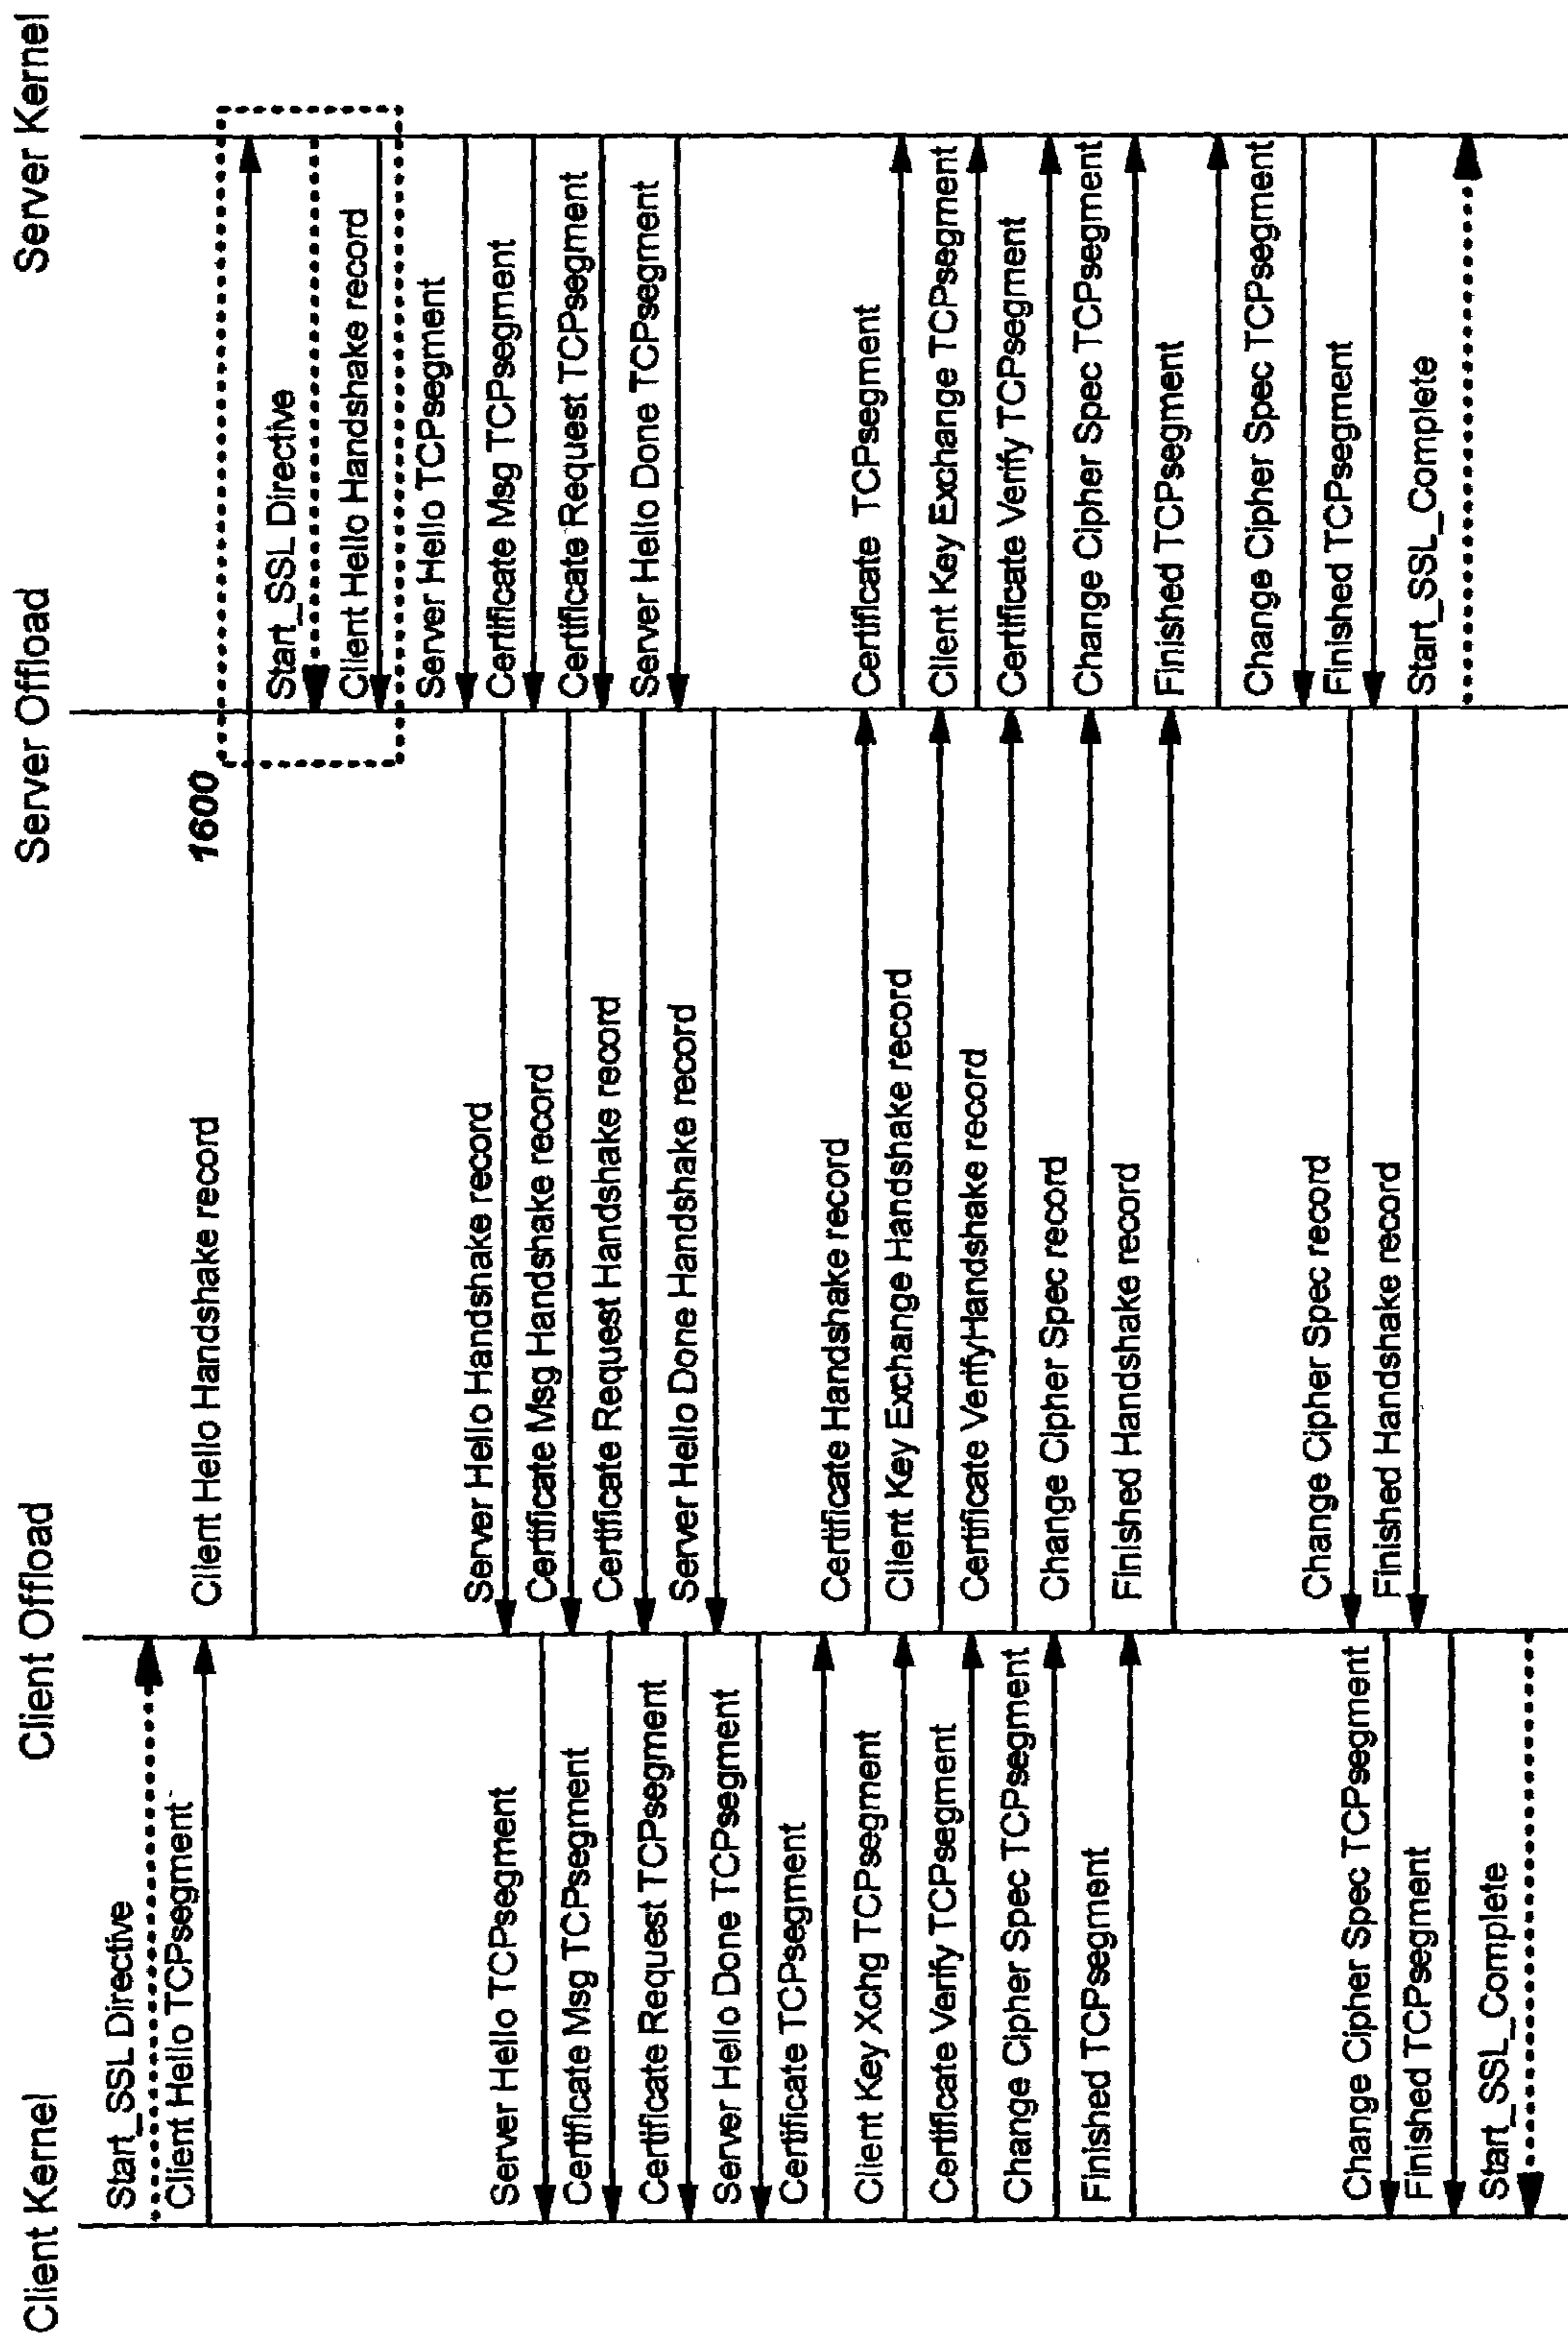 Client Kernel
Client Offload
Server Offload
Server Kernel
Start_SSL Directive
Client Hello TCPsegment
Client Hello Handshake record
1600
Start_SSL Directive
Client Hello Handshake record
Server Hello TCPsegment
Server Hello Handshake record
Certificate Msg TCPsegment
Server Hello TCPsegment
Certificate Msg Handshake record
Certificate Request TCPsegment
Certificate Msg TCPsegment
Certificate Request Handshake record
Server Hello Done TCPsegment
Certificate Request TCPsegment
Server Hello Done Handshake record
Server Hello Done TCPsegment
Certificate TCPsegment
Certificate Handshake record
Certificate TCPsegment
Client Key Xchg TCPsegment
Client Key Exchange Handshake record
Client Key Exchange TCPsegment
Certificate Verify TCPsegment
Certificate VerifyHandshake record
Certificate Verify TCPsegment
Change Cipher Spec TCPsegment
Change Cipher Spec record
Change Cipher Spec TCPsegment
Finished TCPsegment
Finished Handshake record
Finished TCPsegment
Change Cipher Spec TCPsegment
Change Cipher Spec record
Finished TCPsegment
Change Cipher Spec TCPsegment
Finished Handshake record
Finished TCPsegment
Start_SSL_Complete
Start_SSL_Complete